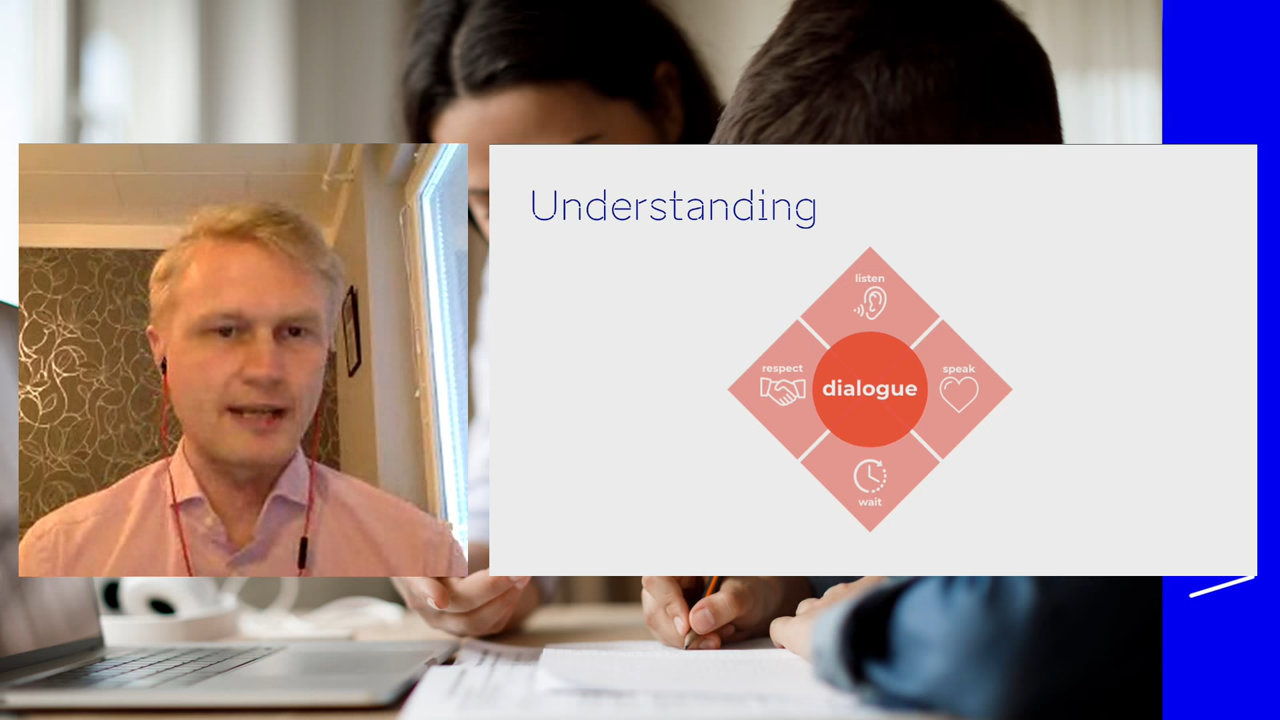 Understanding
listen
respect
dialogue
speak
wait